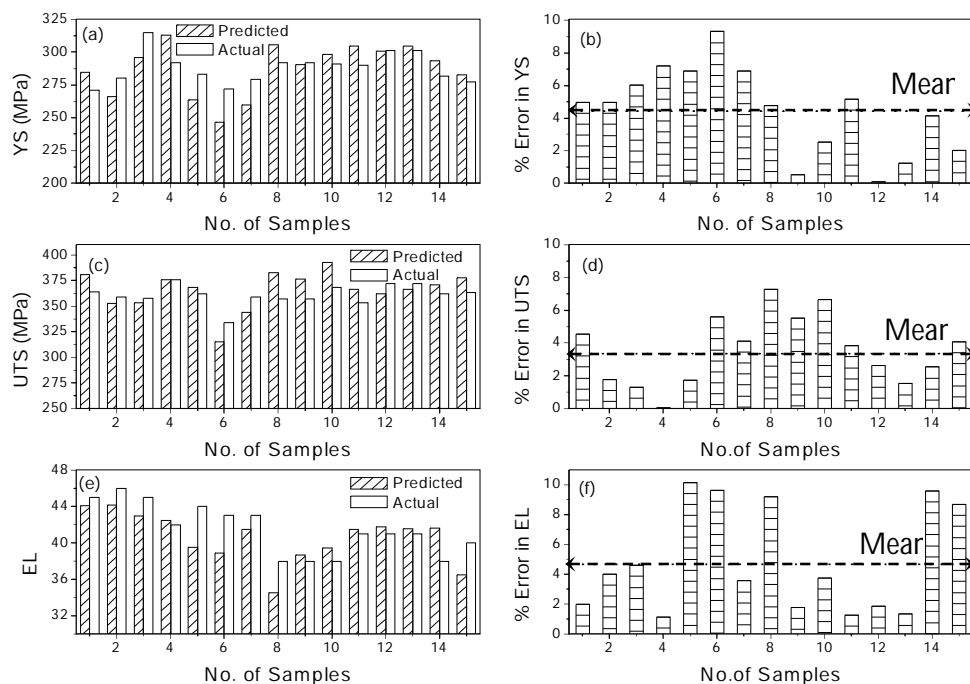 (a)
Predicted
Actual
325
300
275
250
225
200
YS (MPa)
2 4 6 8 10 12 14
No. of Samples
(b)
Mear
10
8
6
4
2
0
% Error in YS
2 4 6 8 10 12 14
No. of Samples
(c)
Predicted
Actual
400
375
350
325
300
275
250
UTS (MPa)
2 4 6 8 10 12 14
No. of Samples
(d)
Mear
10
8
6
4
2
0
% Error in UTS
2 4 6 8 10 12 14
No.of Samples
(e)
Predicted
Actual
48
44
40
36
32
EL
2 4 6 8 10 12 14
No. of Samples
(f)
Mear
10
8
6
4
2
0
% Error in EL
2 4 6 8 10 12 14
No.of Samples